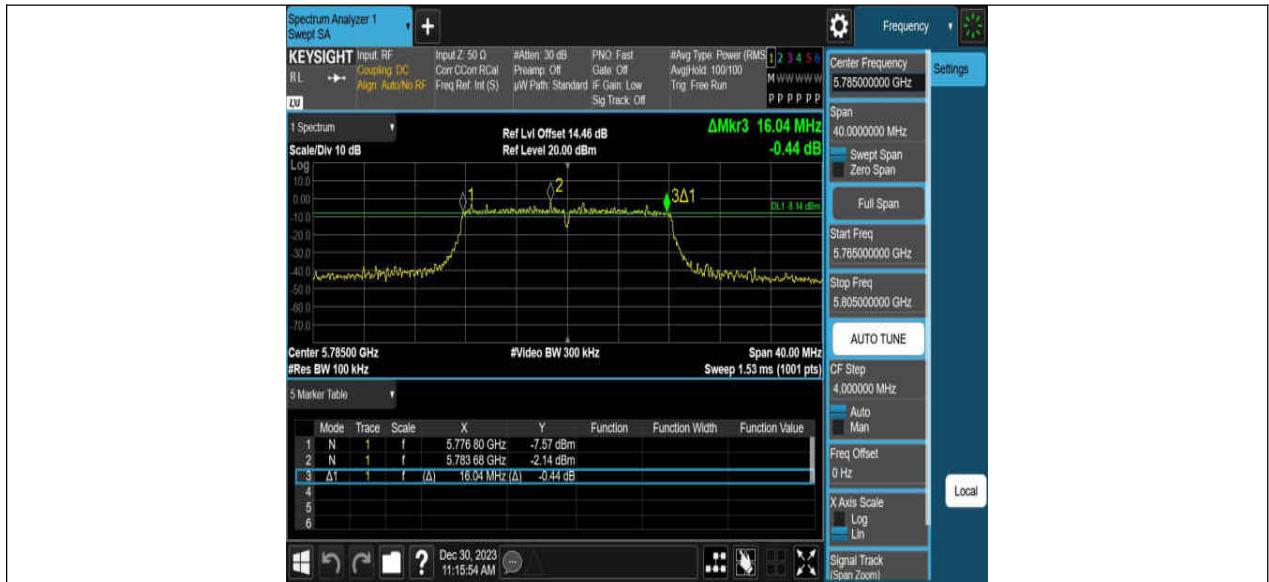 Spectrum Analyzer 1
Swept SA
+
Frequency
KEYSIGHT
RL
LXI
Input: RF
Coupling: DC
Align: Auto/No RF
Input Z: 50 Ω
Corr CCorr RCal
Freq Ref: Int (S)
#Atten: 30 dB
Preamp: Off
µW Path: Standard
PNO: Fast
Gate: Off
IF Gain: Low
Sig Track: Off
#Avg Type: Power (RMS
Avg|Hold: 100/100
Trig: Free Run
1 2 3 4 5 6
M W W W W W
P P P P P P
1 Spectrum
Scale/Div 10 dB
Ref Lvl Offset 14.46 dB
Ref Level 20.00 dBm
ΔMkr3 16.04 MHz
-0.44 dB
Log
10.0
0.00
-10.0
-20.0
-30.0
-40.0
-50.0
-60.0
-70.0
1
2
3Δ1
DL1 -8.14 dBm
Center 5.78500 GHz
#Res BW 100 kHz
#Video BW 300 kHz
Span 40.00 MHz
Sweep 1.53 ms (1001 pts)
5 Marker Table
Mode Trace Scale X Y Function Function Width Function Value
1 N 1 f 5.776 80 GHz -7.57 dBm
2 N 1 f 5.783 68 GHz -2.14 dBm
3 Δ1 1 f (Δ) 16.04 MHz (Δ) -0.44 dB
4
5
6
?
Dec 30, 2023
11:15:54 AM
Center Frequency
5.785000000 GHz
Settings
Span
40.0000000 MHz
Swept Span
Zero Span
Full Span
Start Freq
5.765000000 GHz
Stop Freq
5.805000000 GHz
AUTO TUNE
CF Step
4.000000 MHz
Auto
Man
Freq Offset
0 Hz
X Axis Scale
Log
Lin
Local
Signal Track
(Span Zoom)